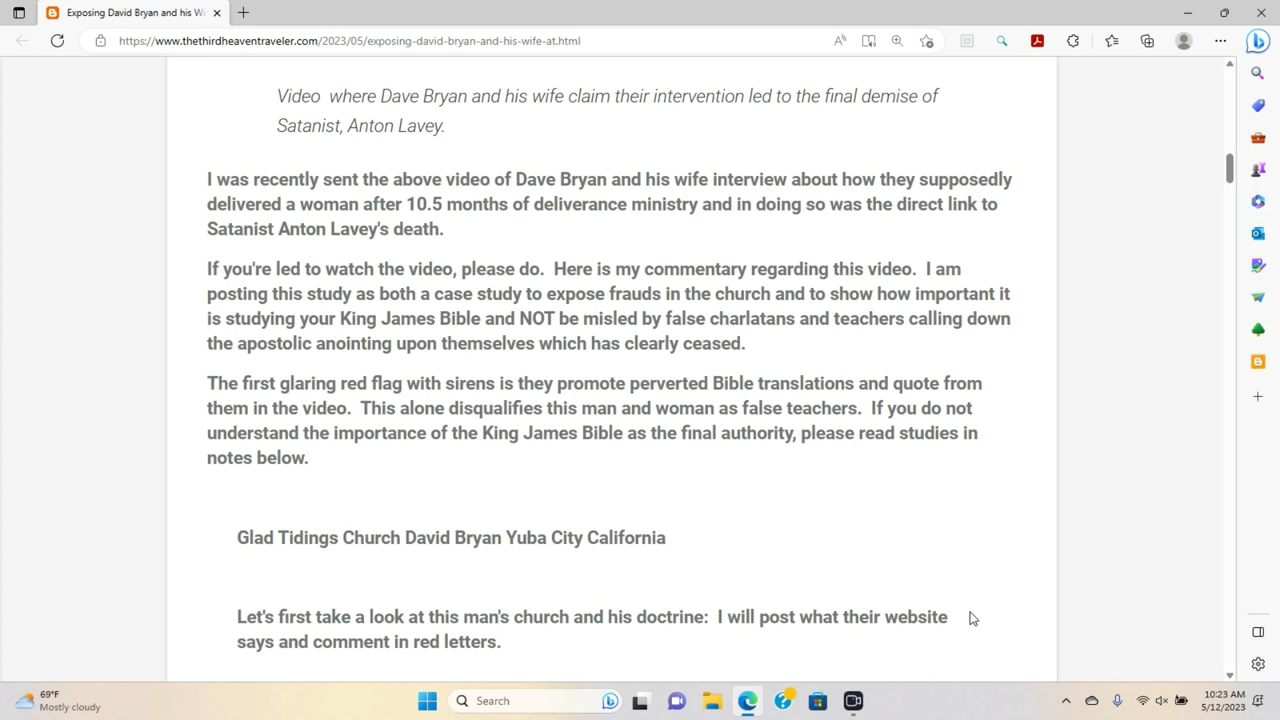 Exposing David Bryan and his Wi
https://www.thethirdheaventraveler.com/2023/05/exposing-david-bryan-and-his-wife-at.html
Video where Dave Bryan and his wife claim their intervention led to the final demise of
Satanist, Anton Lavey.
I was recently sent the above video of Dave Bryan and his wife interview about how they supposedly
delivered a woman after 10.5 months of deliverance ministry and in doing so was the direct link to
Satanist Anton Lavey's death.
If you're led to watch the video, please do. Here is my commentary regarding this video. I am
posting this study as both a case study to expose frauds in the church and to show how important it
is studying your King James Bible and NOT be misled by false charlatans and teachers calling down
the apostolic anointing upon themselves which has clearly ceased.
The first glaring red flag with sirens is they promote perverted Bible translations and quote from
them in the video. This alone disqualifies this man and woman as false teachers. If you do not
understand the importance of the King James Bible as the final authority, please read studies in
notes below.
Glad Tidings Church David Bryan Yuba City California
Let's first take a look at this man's church and his doctrine: I will post what their website
says and comment in red letters.
69°F
Mostly cloudy
Search
10:23 AM
5/12/2023